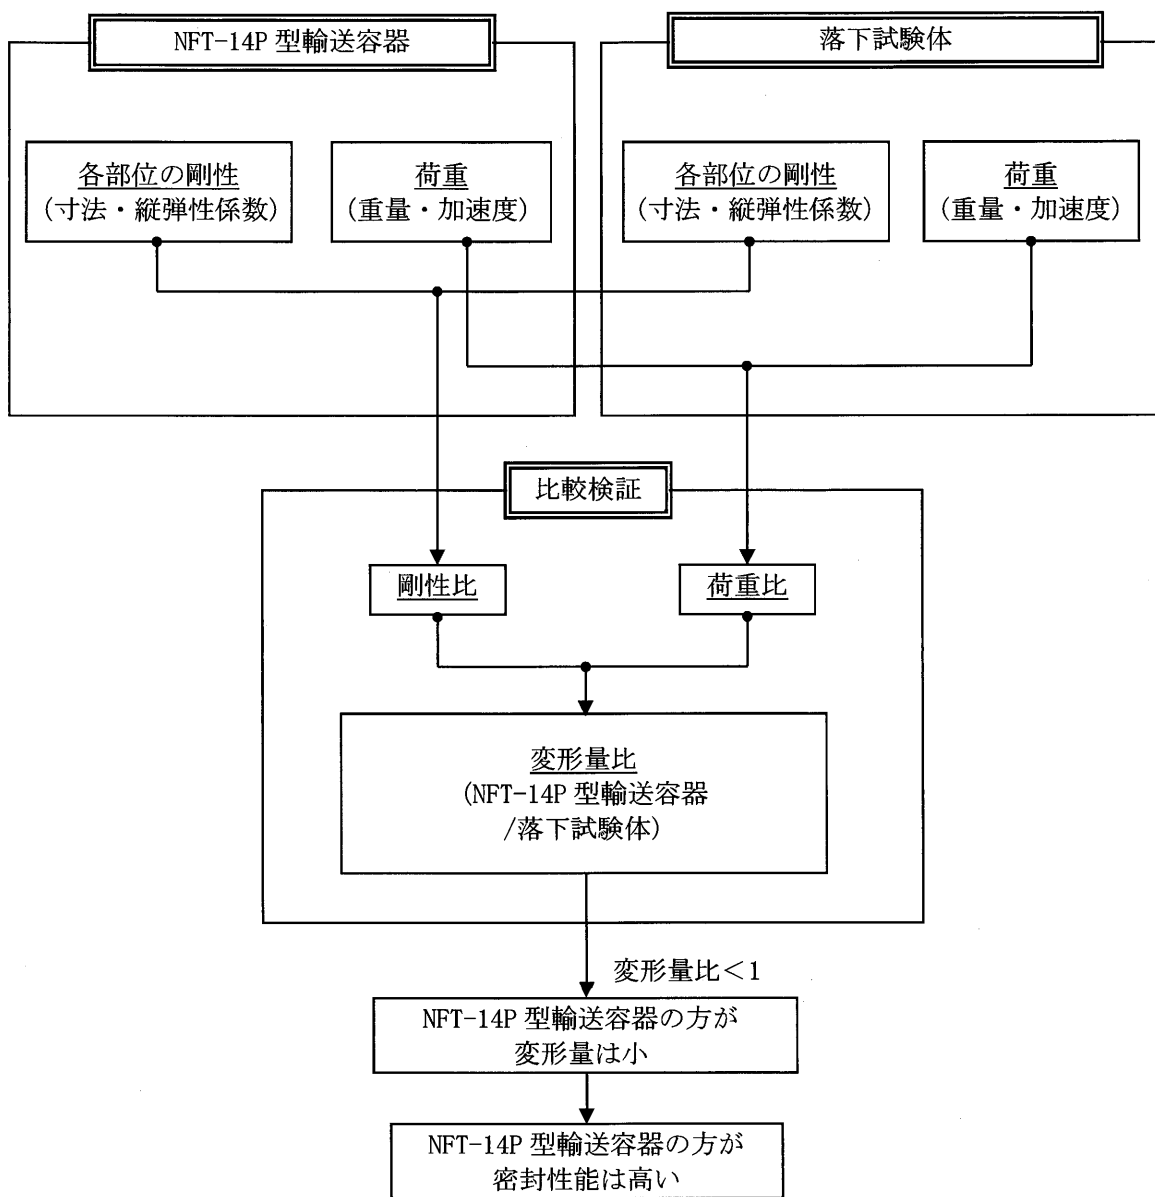 NFT-14P 型輸送容器
落下試験体
各部位の剛性
(寸法・縦弾性係数)
荷重
(重量・加速度)
各部位の剛性
(寸法・縦弾性係数)
荷重
(重量・加速度)
比較検証
剛性比
荷重比
変形量比
(NFT-14P 型輸送容器
/落下試験体)
変形量比＜1
NFT-14P 型輸送容器の方が
変形量は小
NFT-14P 型輸送容器の方が
密封性能は高い